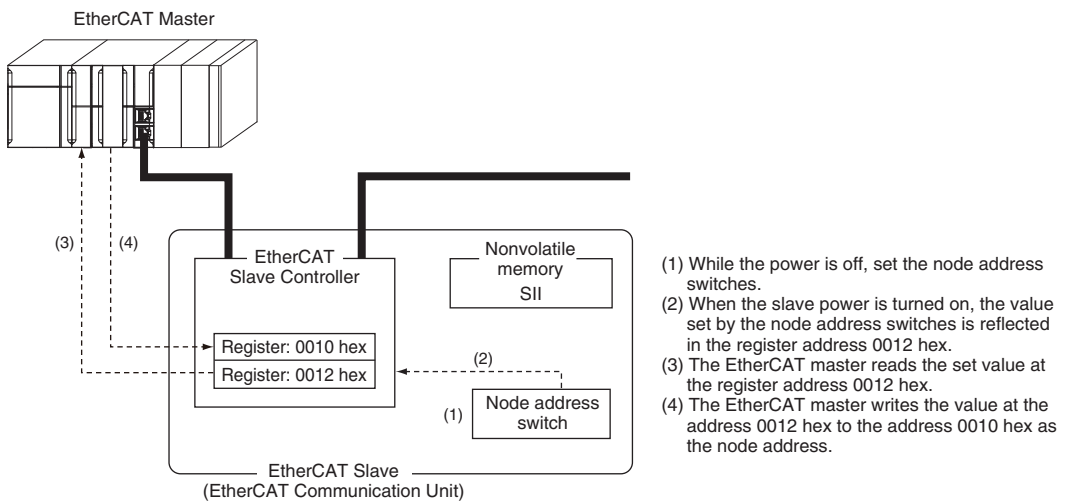 EtherCAT Master
(3)
(4)
EtherCAT
Slave Controller
Nonvolatile
memory
SII
Register: 0010 hex
Register: 0012 hex
(2)
(1)
Node address
switch
EtherCAT Slave
(EtherCAT Communication Unit)
(1) While the power is off, set the node address
switches.
(2) When the slave power is turned on, the value
set by the node address switches is reflected
in the register address 0012 hex.
(3) The EtherCAT master reads the set value at
the register address 0012 hex.
(4) The EtherCAT master writes the value at the
address 0012 hex to the address 0010 hex as
the node address.